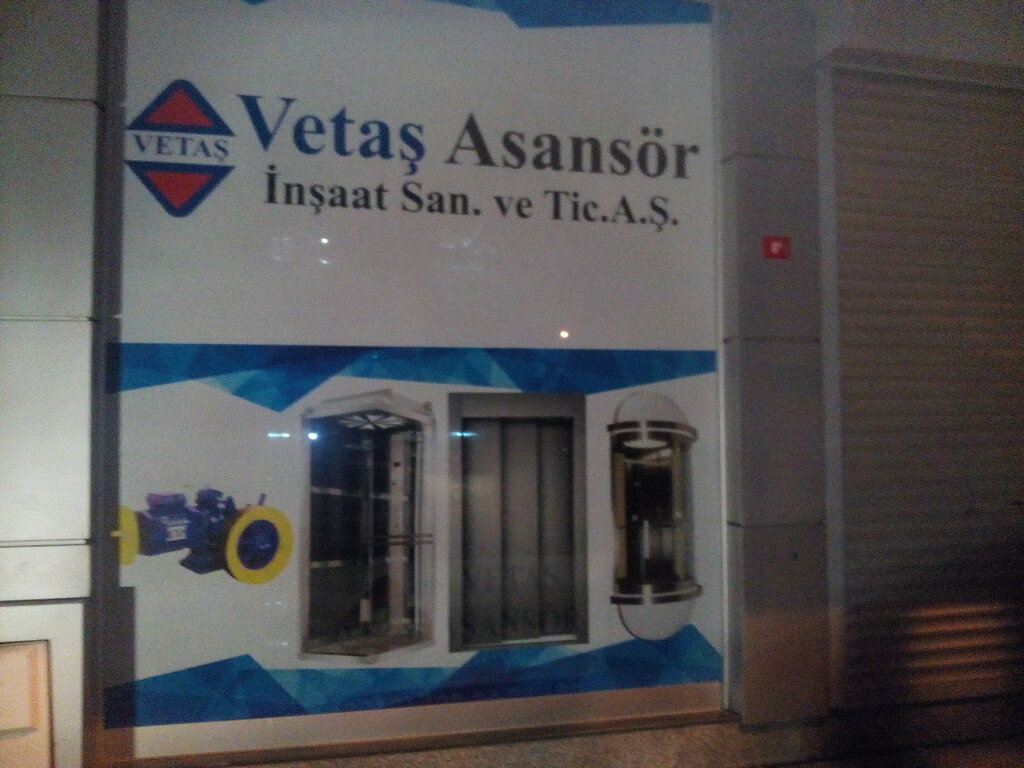 VETAŞ
Vetaş Asansör
İnşaat San. ve Tic.A.Ş.